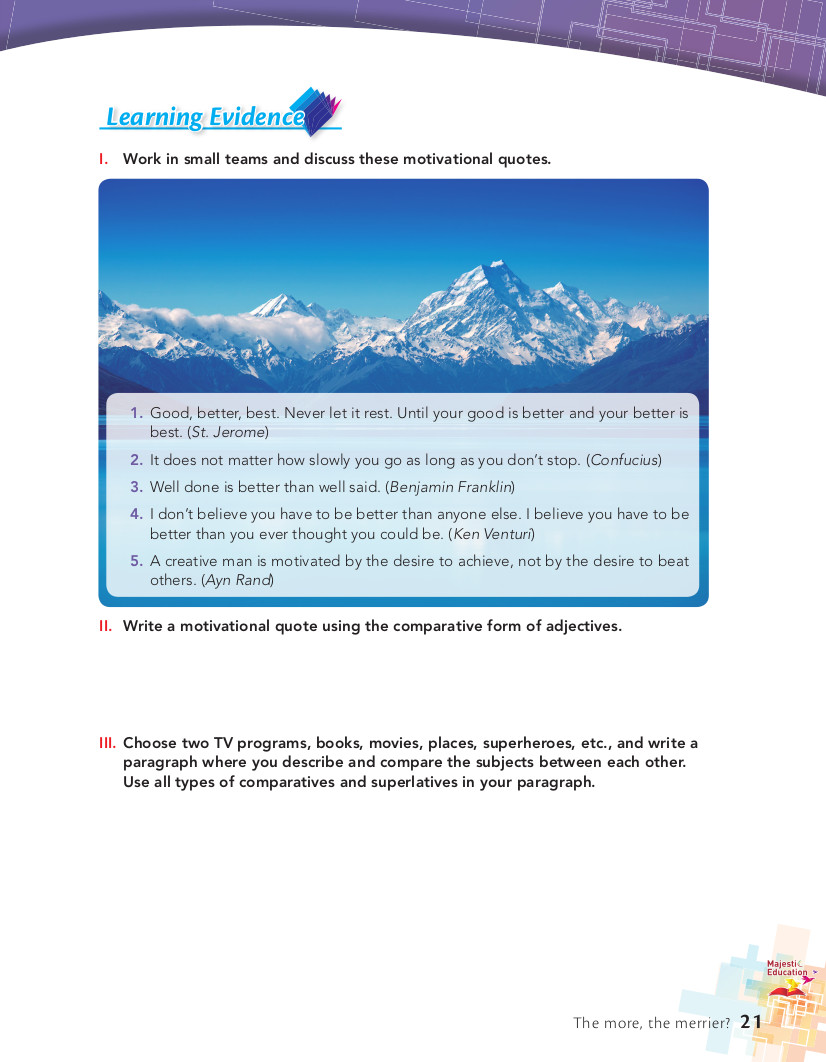 Learning Evidence
I. Work in small teams and discuss these motivational quotes.
1. Good, better, best. Never let it rest. Until your good is better and your better is
best. (St. Jerome)
2. It does not matter how slowly you go as long as you don't stop. (Confucius)
3. Well done is better than well said. (Benjamin Franklin)
4. I don't believe you have to be better than anyone else. I believe you have to be
better than you ever thought you could be. (Ken Venturi)
5. A creative man is motivated by the desire to achieve, not by the desire to beat
others. (Ayn Rand)
II. Write a motivational quote using the comparative form of adjectives.
III. Choose two TV programs, books, movies, places, superheroes, etc., and write a
paragraph where you describe and compare the subjects between each other.
Use all types of comparatives and superlatives in your paragraph.
Majestic
Education
The more, the merrier? 21